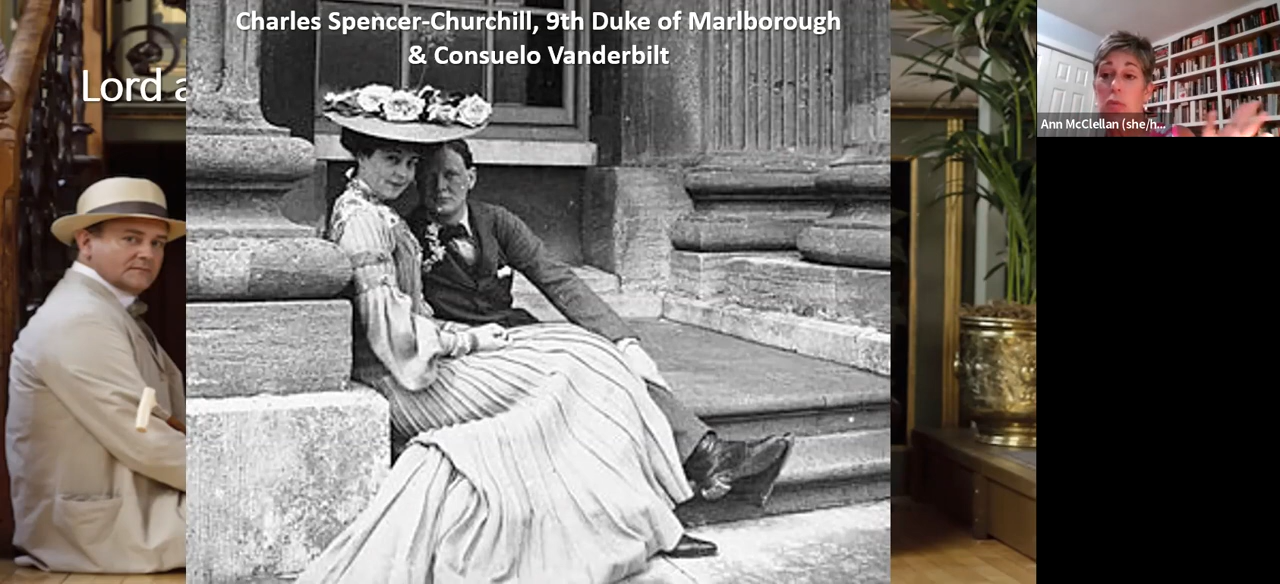 Charles Spencer-Churchill, 9th Duke of Marlborough
& Consuelo Vanderbilt
Lord a
Ann McClellan (she/h...